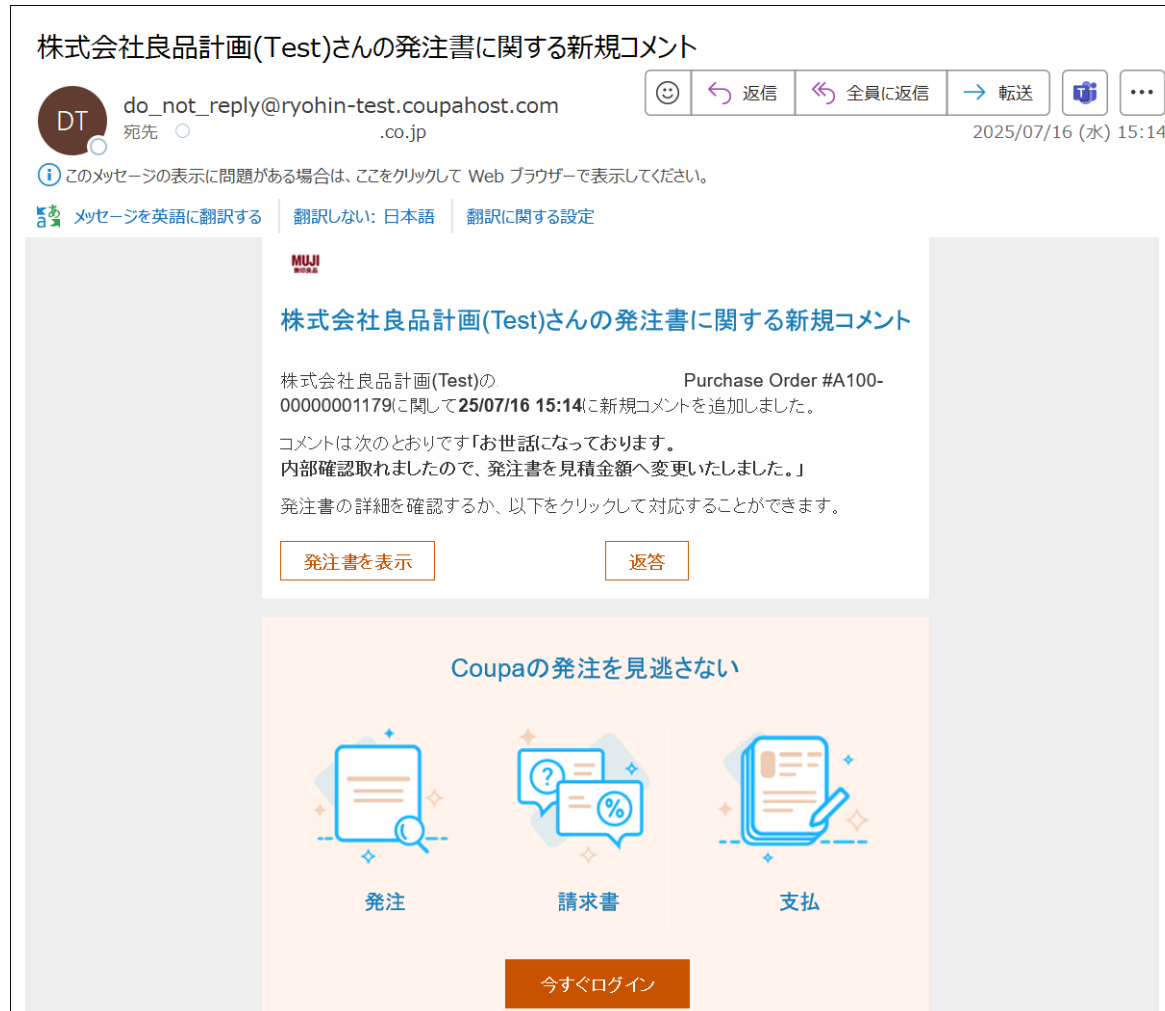 株式会社良品計画(Test)さんの発注書に関する新規コメント
DT
do_not_reply@ryohin-test.coupahost.com
返信
全員に返信
転送
宛先
.co.jp
2025/07/16 (水) 15:14
このメッセージの表示に問題がある場合は、ここをクリックして Web ブラウザーで表示してください。
メッセージを英語に翻訳する
翻訳しない: 日本語
翻訳に関する設定
MUJI
無印良品
株式会社良品計画(Test)さんの発注書に関する新規コメント
株式会社良品計画(Test)の Purchase Order #A100-
00000001179に関して25/07/16 15:14に新規コメントを追加しました。
コメントは次のとおりです「お世話になっております。
内部確認取れましたので、発注書を見積金額へ変更いたしました。」
発注書の詳細を確認するか、以下をクリックして対応することができます。
発注書を表示
返答
Coupaの発注を見逃さない
発注
請求書
支払
今すぐログイン